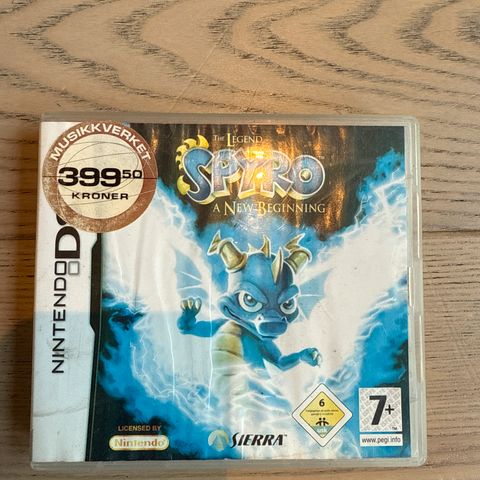 MUSIKKVERKET
399 50
KRONER
THE LEGEND
SPYRO
A NEW BEGINNING
NINTENDO DS
LICENSED BY
Nintendo
SIERRA
6
7+
www.pegi.info